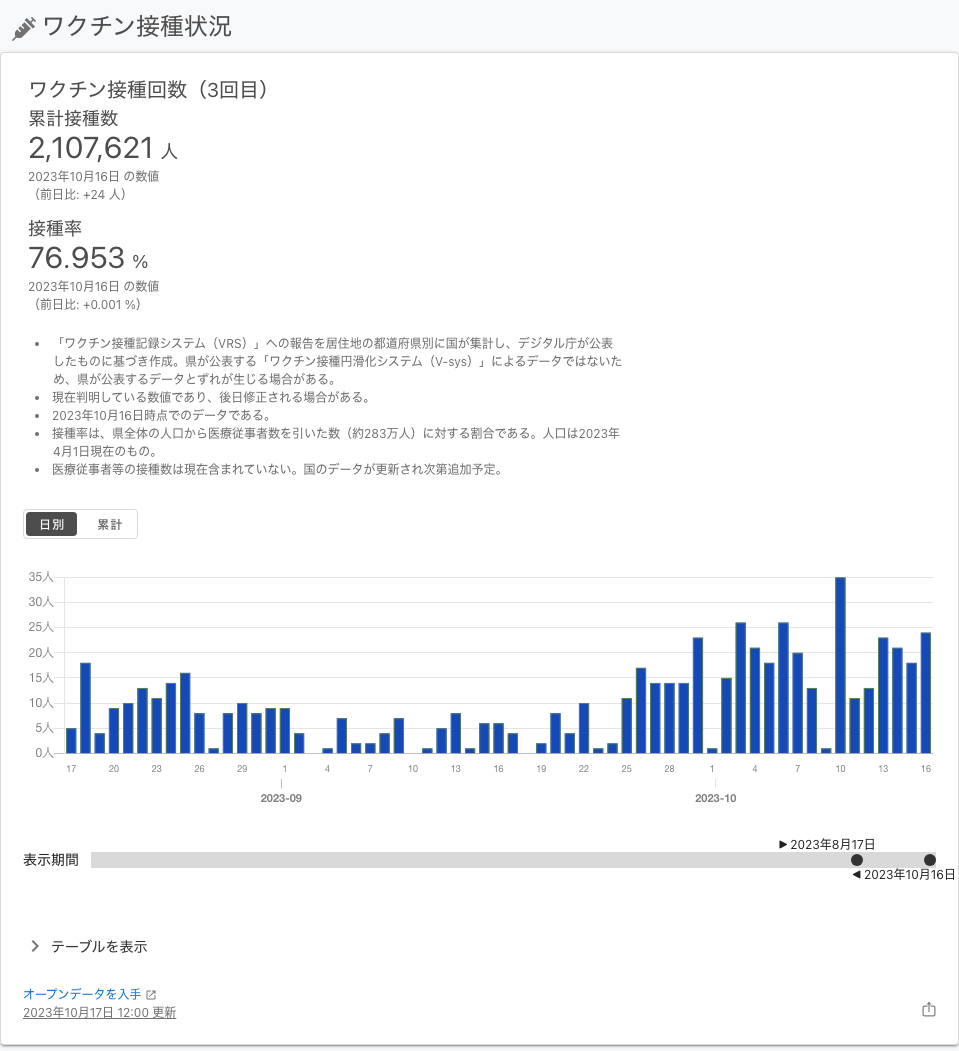 ワクチン接種状況
ワクチン接種回数（3回目）
累計接種数
2,107,621 人
2023年10月16日 の数値
（前日比: +24 人）
接種率
76.953 %
2023年10月16日 の数値
（前日比: +0.001 %）
• 「ワクチン接種記録システム（VRS）」への報告を居住地の都道府県別に国が集計し、デジタル庁が公表
したものに基づき作成。県が公表する「ワクチン接種円滑化システム（V-sys）」によるデータではないた
め、県が公表するデータとずれが生じる場合がある。
• 現在判明している数値であり、後日修正される場合がある。
• 2023年10月16日時点でのデータである。
• 接種率は、県全体の人口から医療従事者数を引いた数（約283万人）に対する割合である。人口は2023年
4月1日現在のもの。
• 医療従事者等の接種数は現在含まれていない。国のデータが更新され次第追加予定。
日別 累計
35人
30人
25人
20人
15人
10人
5人
0人
17 20 23 26 29 1 4 7 10 13 16 19 22 25 28 1 4 7 10 13 16
2023-09 2023-10
2023年8月17日
表示期間
2023年10月16日
テーブルを表示
オープンデータを入手
2023年10月17日 12:00 更新